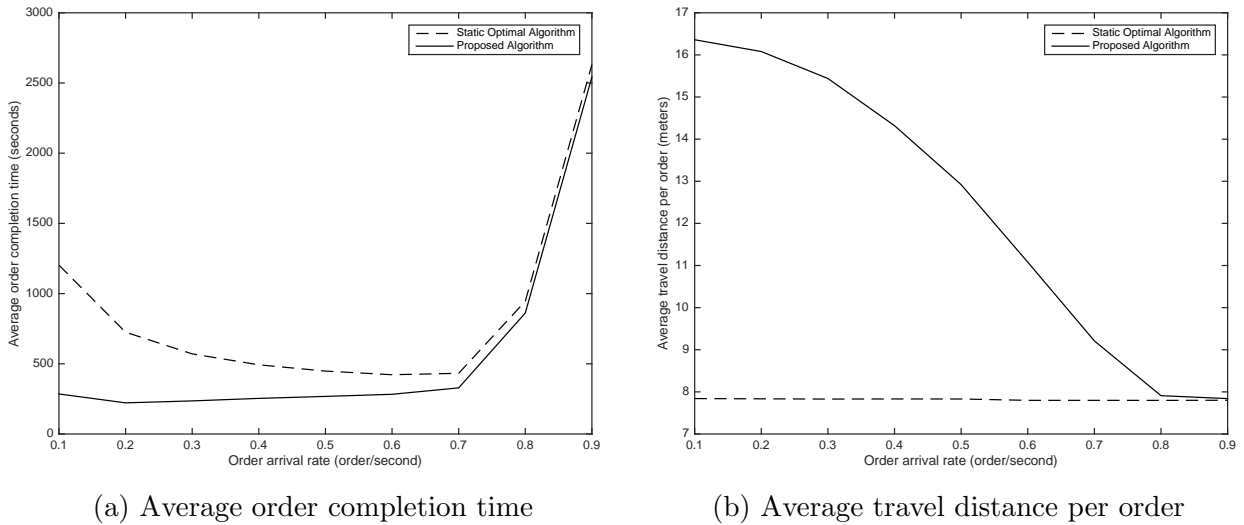 3000
2500
2000
1500
1000
500
0
Average order completion time (seconds)
Static Optimal Algorithm
Proposed Algorithm
0.1 0.2 0.3 0.4 0.5 0.6 0.7 0.8 0.9
Order arrival rate (order/second)
(a) Average order completion time
17
16
15
14
13
12
11
10
9
8
7
Average travel distance per order (meters)
Static Optimal Algorithm
Proposed Algorithm
0.1 0.2 0.3 0.4 0.5 0.6 0.7 0.8 0.9
Order arrival rate (order/second)
(b) Average travel distance per order